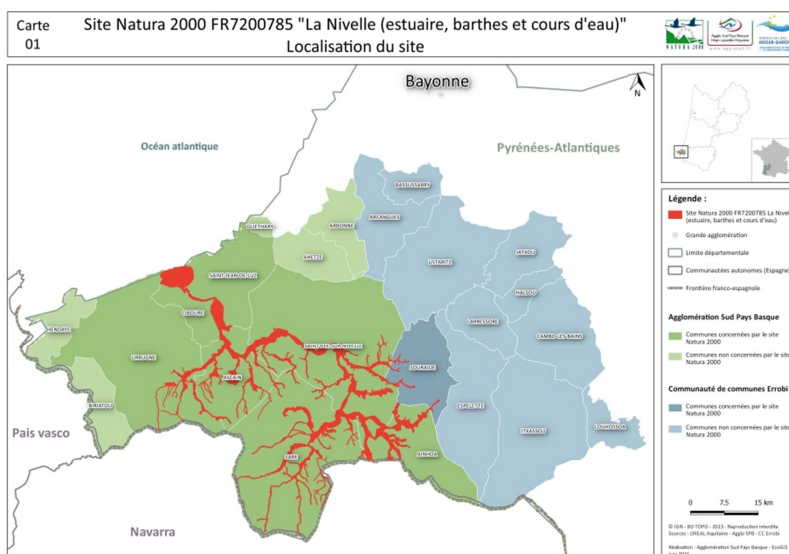 Carte
01
Site Natura 2000 FR7200785 "La Nivelle (estuaire, barthes et cours d'eau)"
Localisation du site
NATURA 2000
Bayonne
N
Océan atlantique
Pyrénées-Atlantiques
BASSUSSARRY
ARCANGUES
GUETHARY
ARBONNE
AHETZE
USTARITZ
JATXOU
SAINT-JEAN-DE-LUZ
HALSOU
CIBOURE
LARRESSORE
CAMBO-LES-BAINS
HENDAYE
URRUGNE
SAINT-PEE-SUR-NIVELLE
SOURAIDE
ASCAIN
BIRIATOU
ESPELETTE
ITXASSOU
LOUHOSSOA
Pais vasco
SARE
AINHOA
Navarra
Légende :
Site Natura 2000 FR7200785 La Nivel
(estuaire, barthes et cours d'eau)
Grande agglomération
Limite départementale
Communautées autonomes (Espagne
Frontière franco-espagnole
Agglomération Sud Pays Basque
Communes concernées par le site
Natura 2000
Communes non concernées par le site
Natura 2000
Communauté de communes Errobi
Communes concernées par le site
Natura 2000
Communes non concernées par le site
Natura 2000
0 7.5 15 km
© IGN - BD TOPO - 2013 - Reproduction interdite
Sources : DREAL Aquitaine - Agglo SPB - CC Errobi
Réalisation : Agglomération Sud Pays Basque - EcoGIS